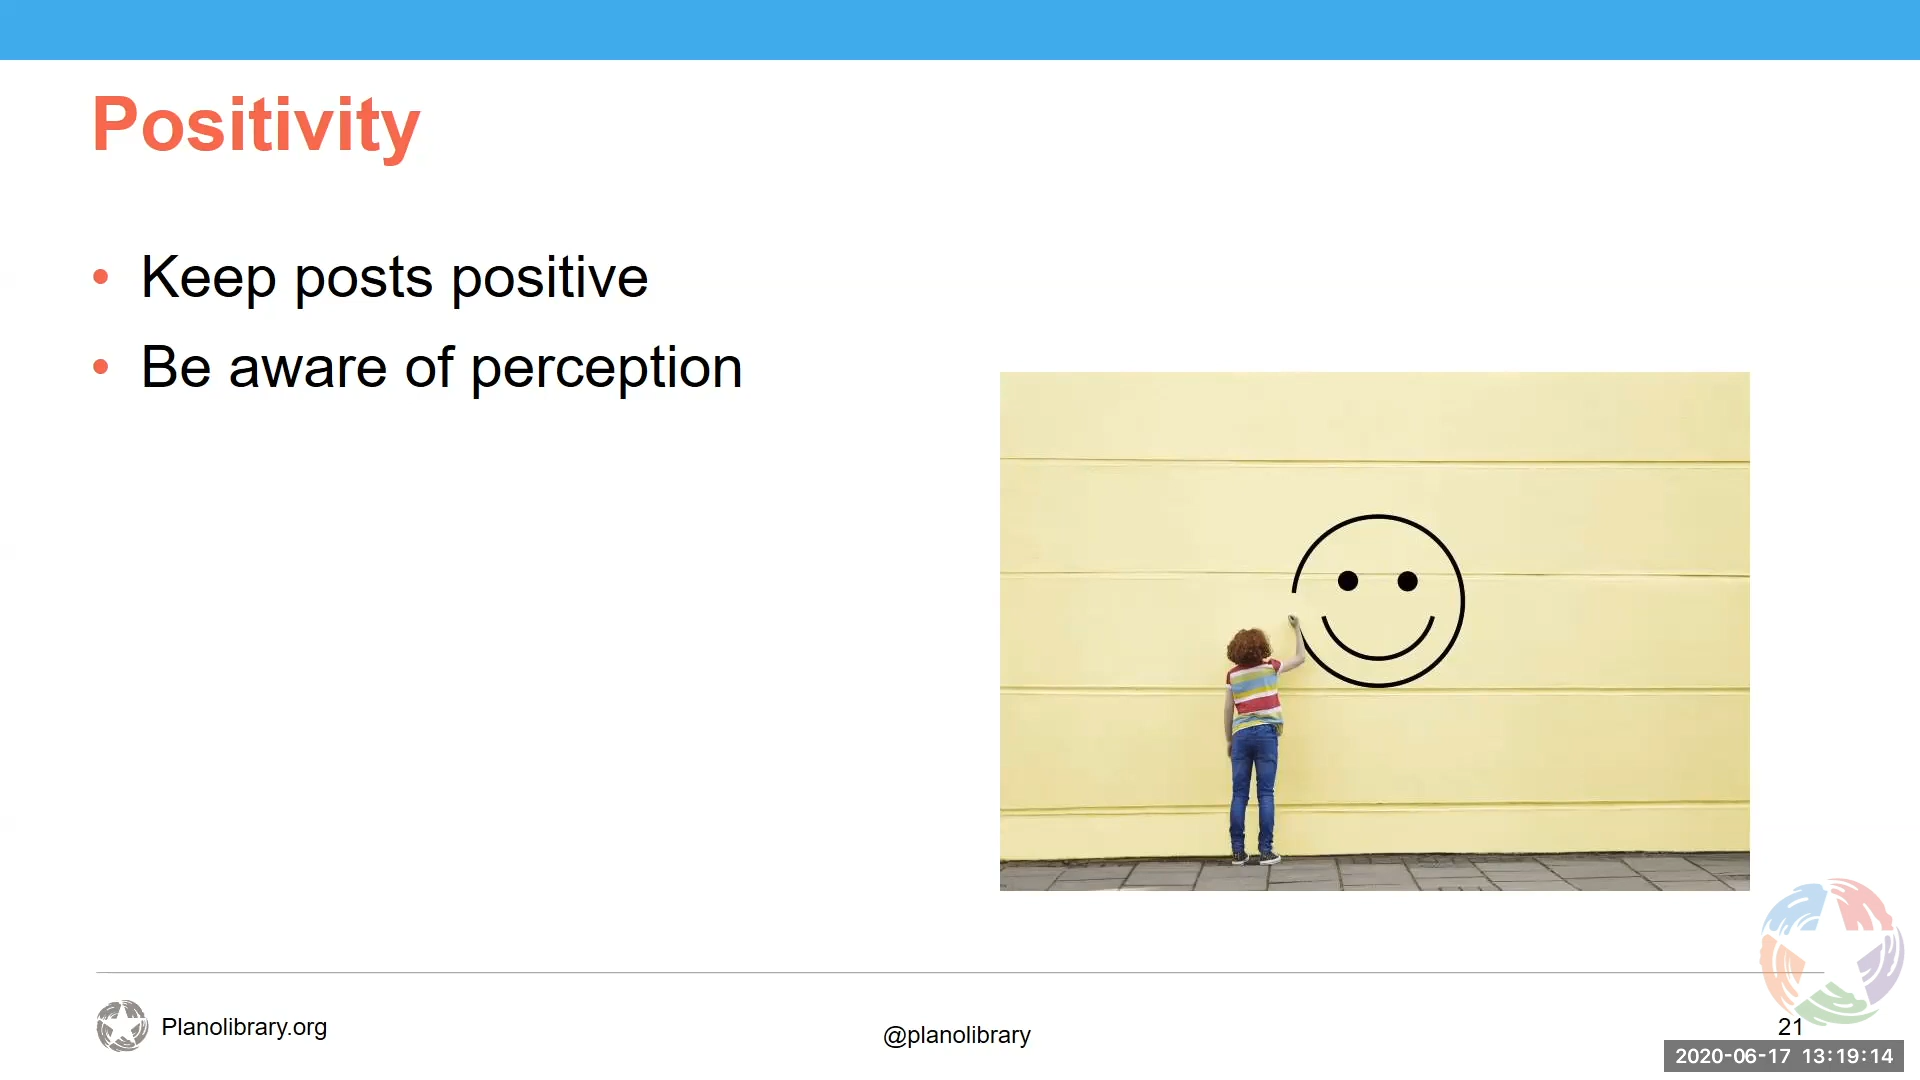 Positivity
• Keep posts positive
• Be aware of perception
Planolibrary.org
@planolibrary
21
2020-06-17 13:19:14